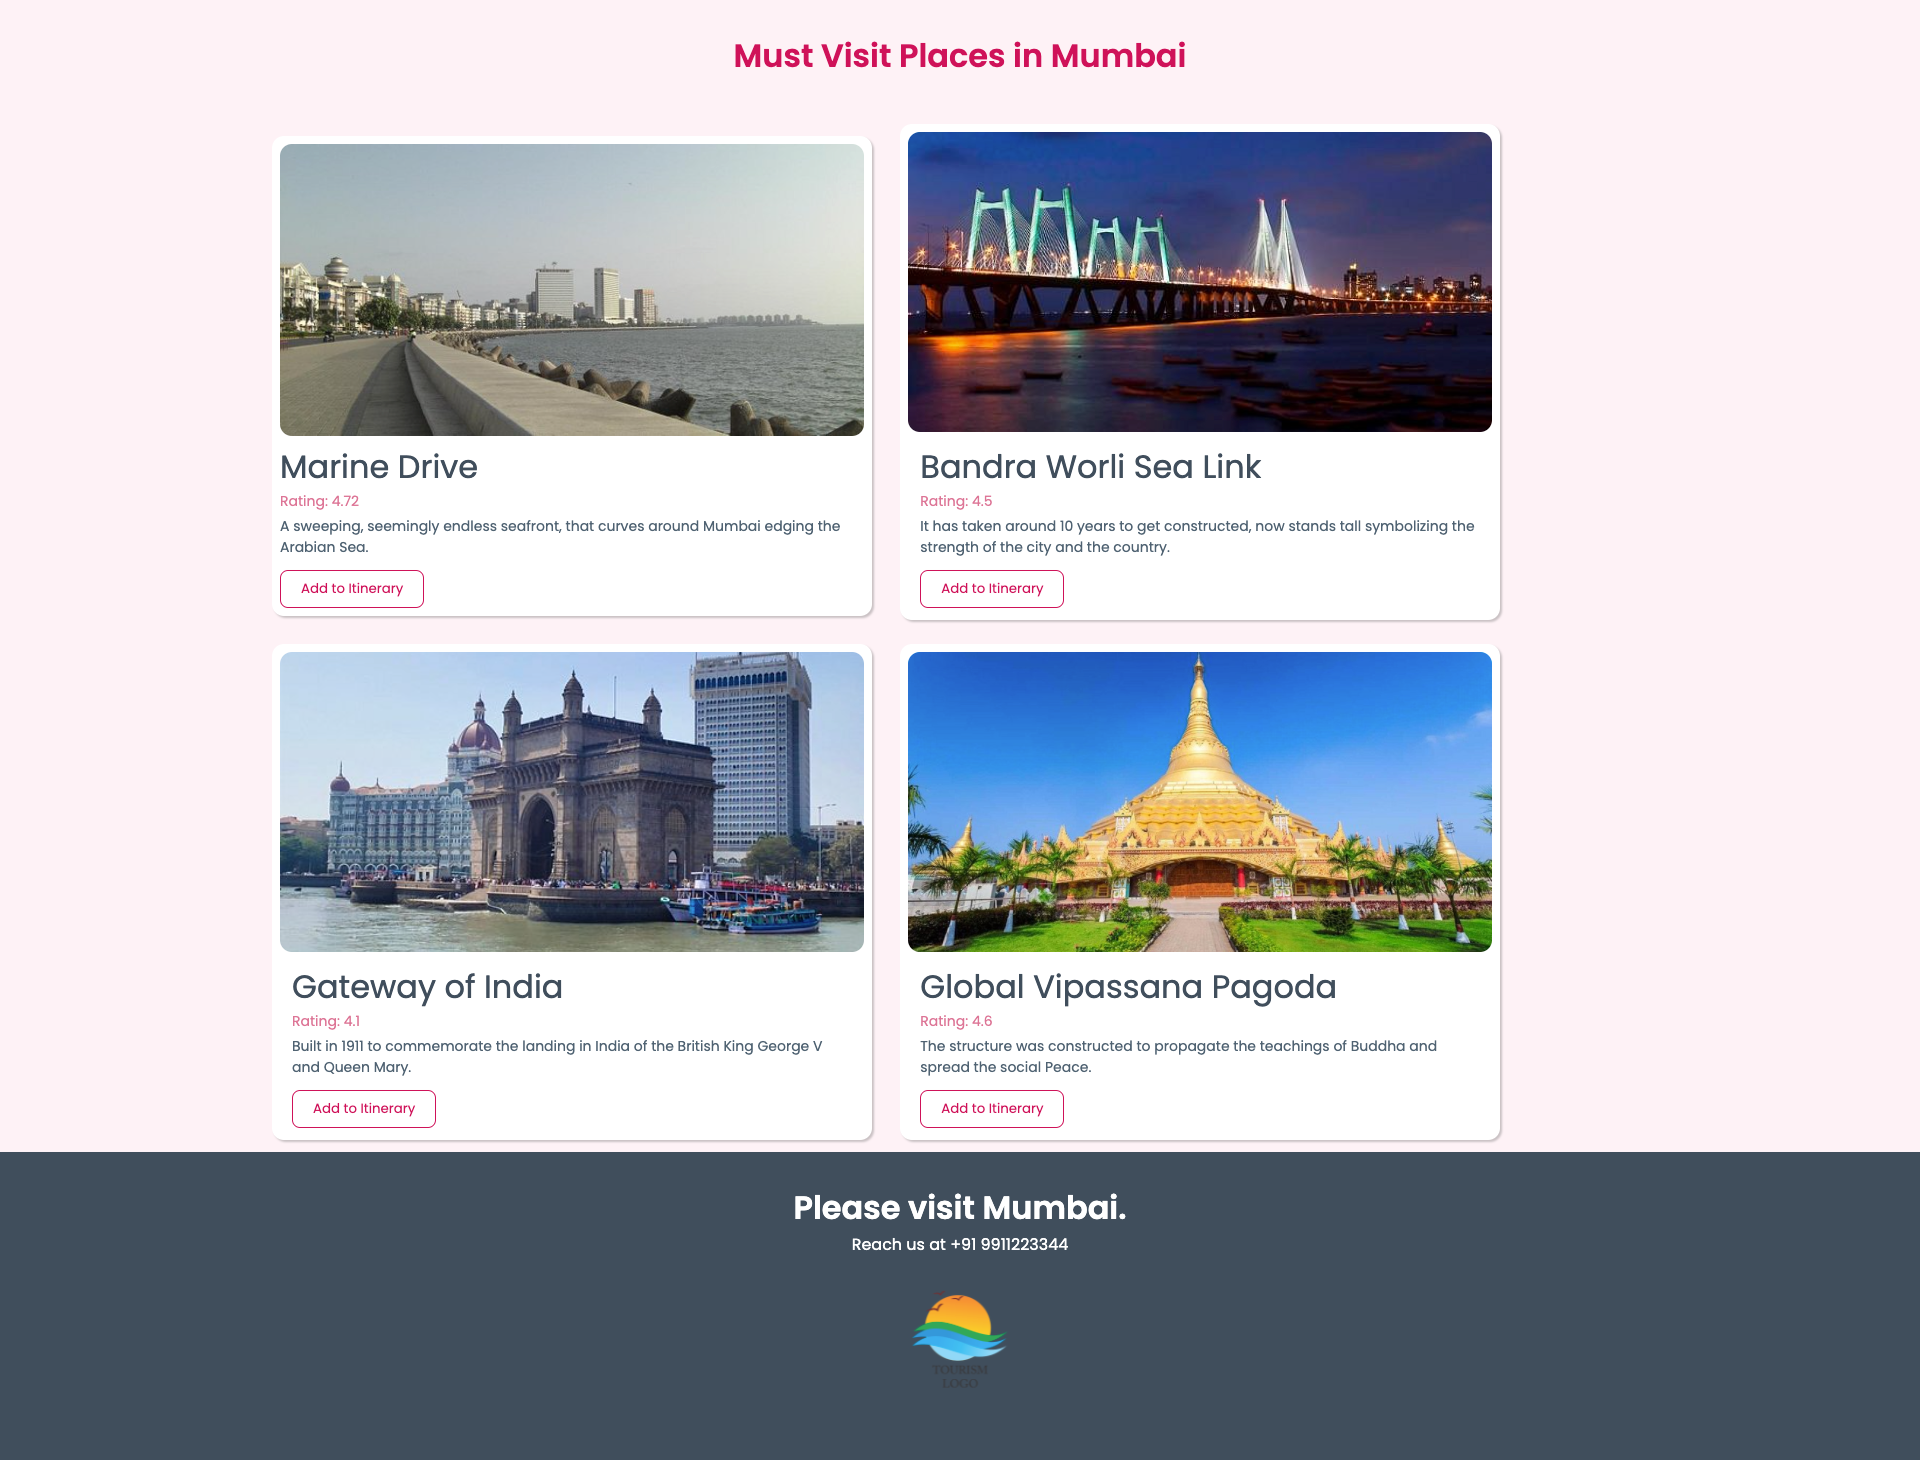 Must Visit Places in Mumbai
Marine Drive
Rating: 4.72
A sweeping, seemingly endless seafront, that curves around Mumbai edging the
Arabian Sea.
Add to Itinerary
Bandra Worli Sea Link
Rating: 4.5
It has taken around 10 years to get constructed, now stands tall symbolizing the
strength of the city and the country.
Add to Itinerary
Gateway of India
Rating: 4.1
Built in 1911 to commemorate the landing in India of the British King George V
and Queen Mary.
Add to Itinerary
Global Vipassana Pagoda
Rating: 4.6
The structure was constructed to propagate the teachings of Buddha and
spread the social Peace.
Add to Itinerary
Please visit Mumbai.
Reach us at +91 9911223344
TOURISM
LOGO